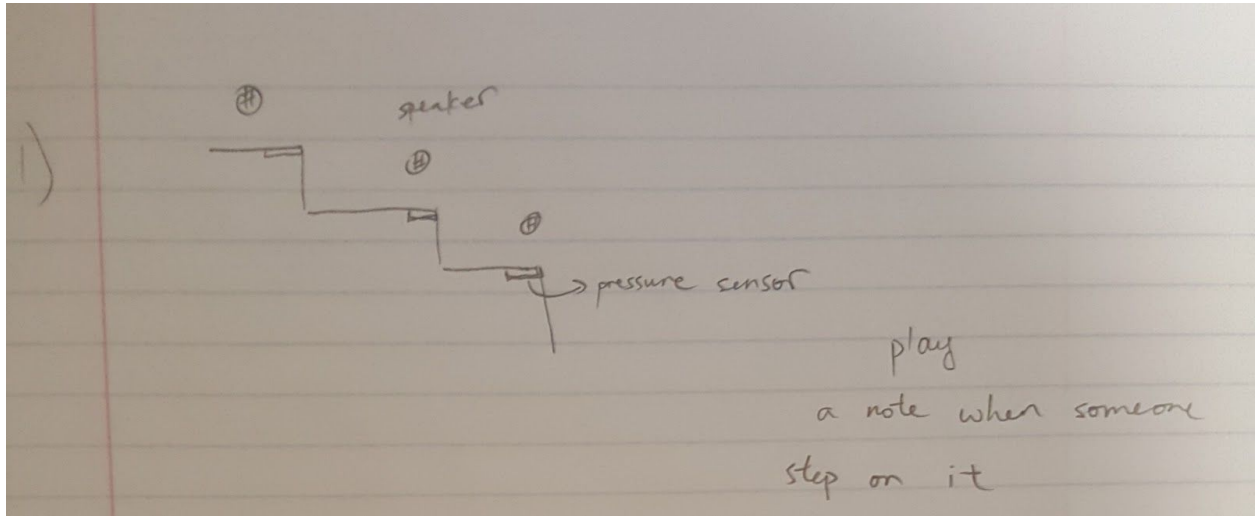 1)
speaker
pressure sensor
play
a note when someone
step on it